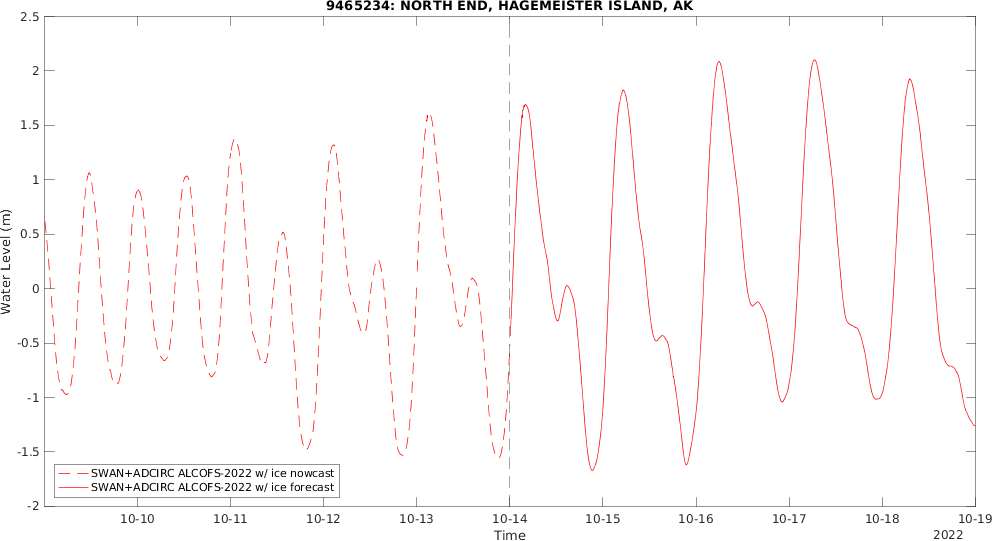 9465234: NORTH END, HAGEMEISTER ISLAND, AK
2.5
2
1.5
1
0.5
0
-0.5
-1
-1.5
-2
Water Level (m)
SWAN+ADCIRC ALCOFS-2022 w/ ice nowcast
SWAN+ADCIRC ALCOFS-2022 w/ ice forecast
10-10 10-11 10-12 10-13 10-14 10-15 10-16 10-17 10-18 10-19
Time
2022